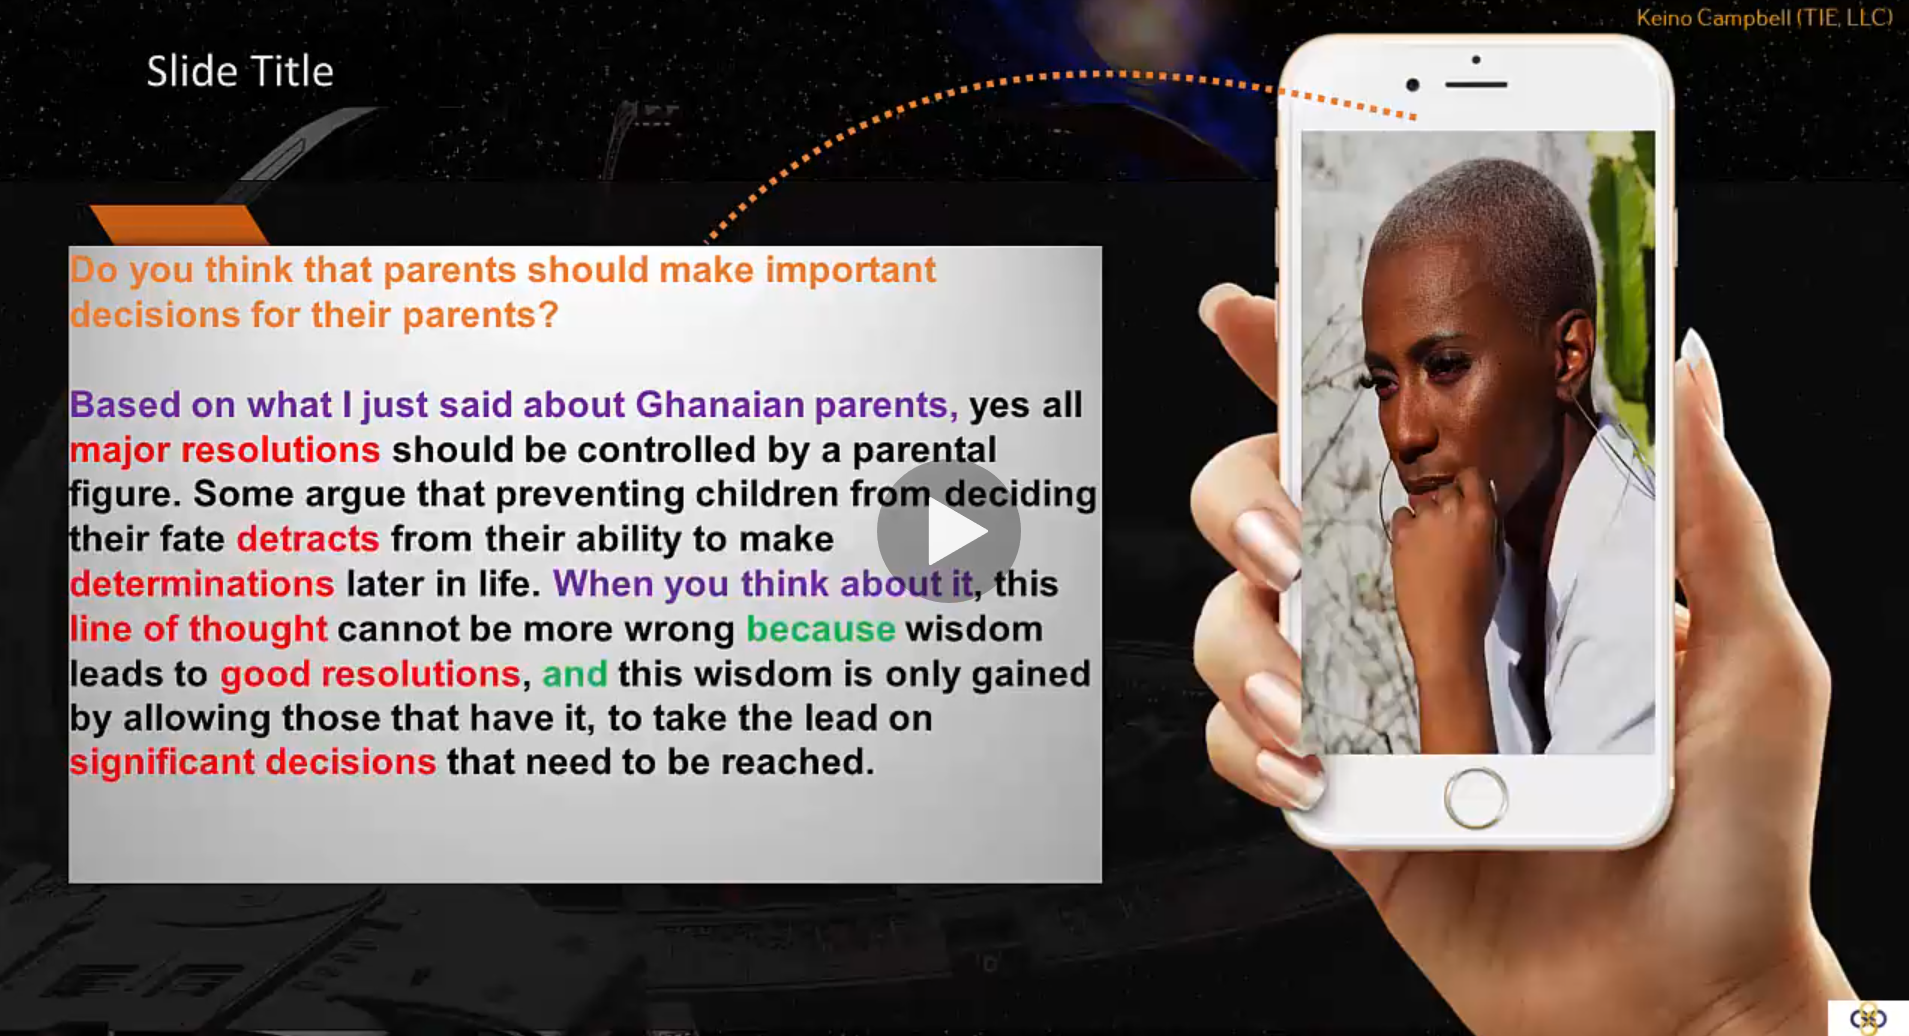 Keino Campbell (TIE, LLC)
Slide Title
Do you think that parents should make important
decisions for their parents?
Based on what I just said about Ghanaian parents, yes all
major resolutions should be controlled by a parental
figure. Some argue that preventing children from deciding
their fate detracts from their ability to make
determinations later in life. When you think about it, this
line of thought cannot be more wrong because wisdom
leads to good resolutions, and this wisdom is only gained
by allowing those that have it, to take the lead on
significant decisions that need to be reached.